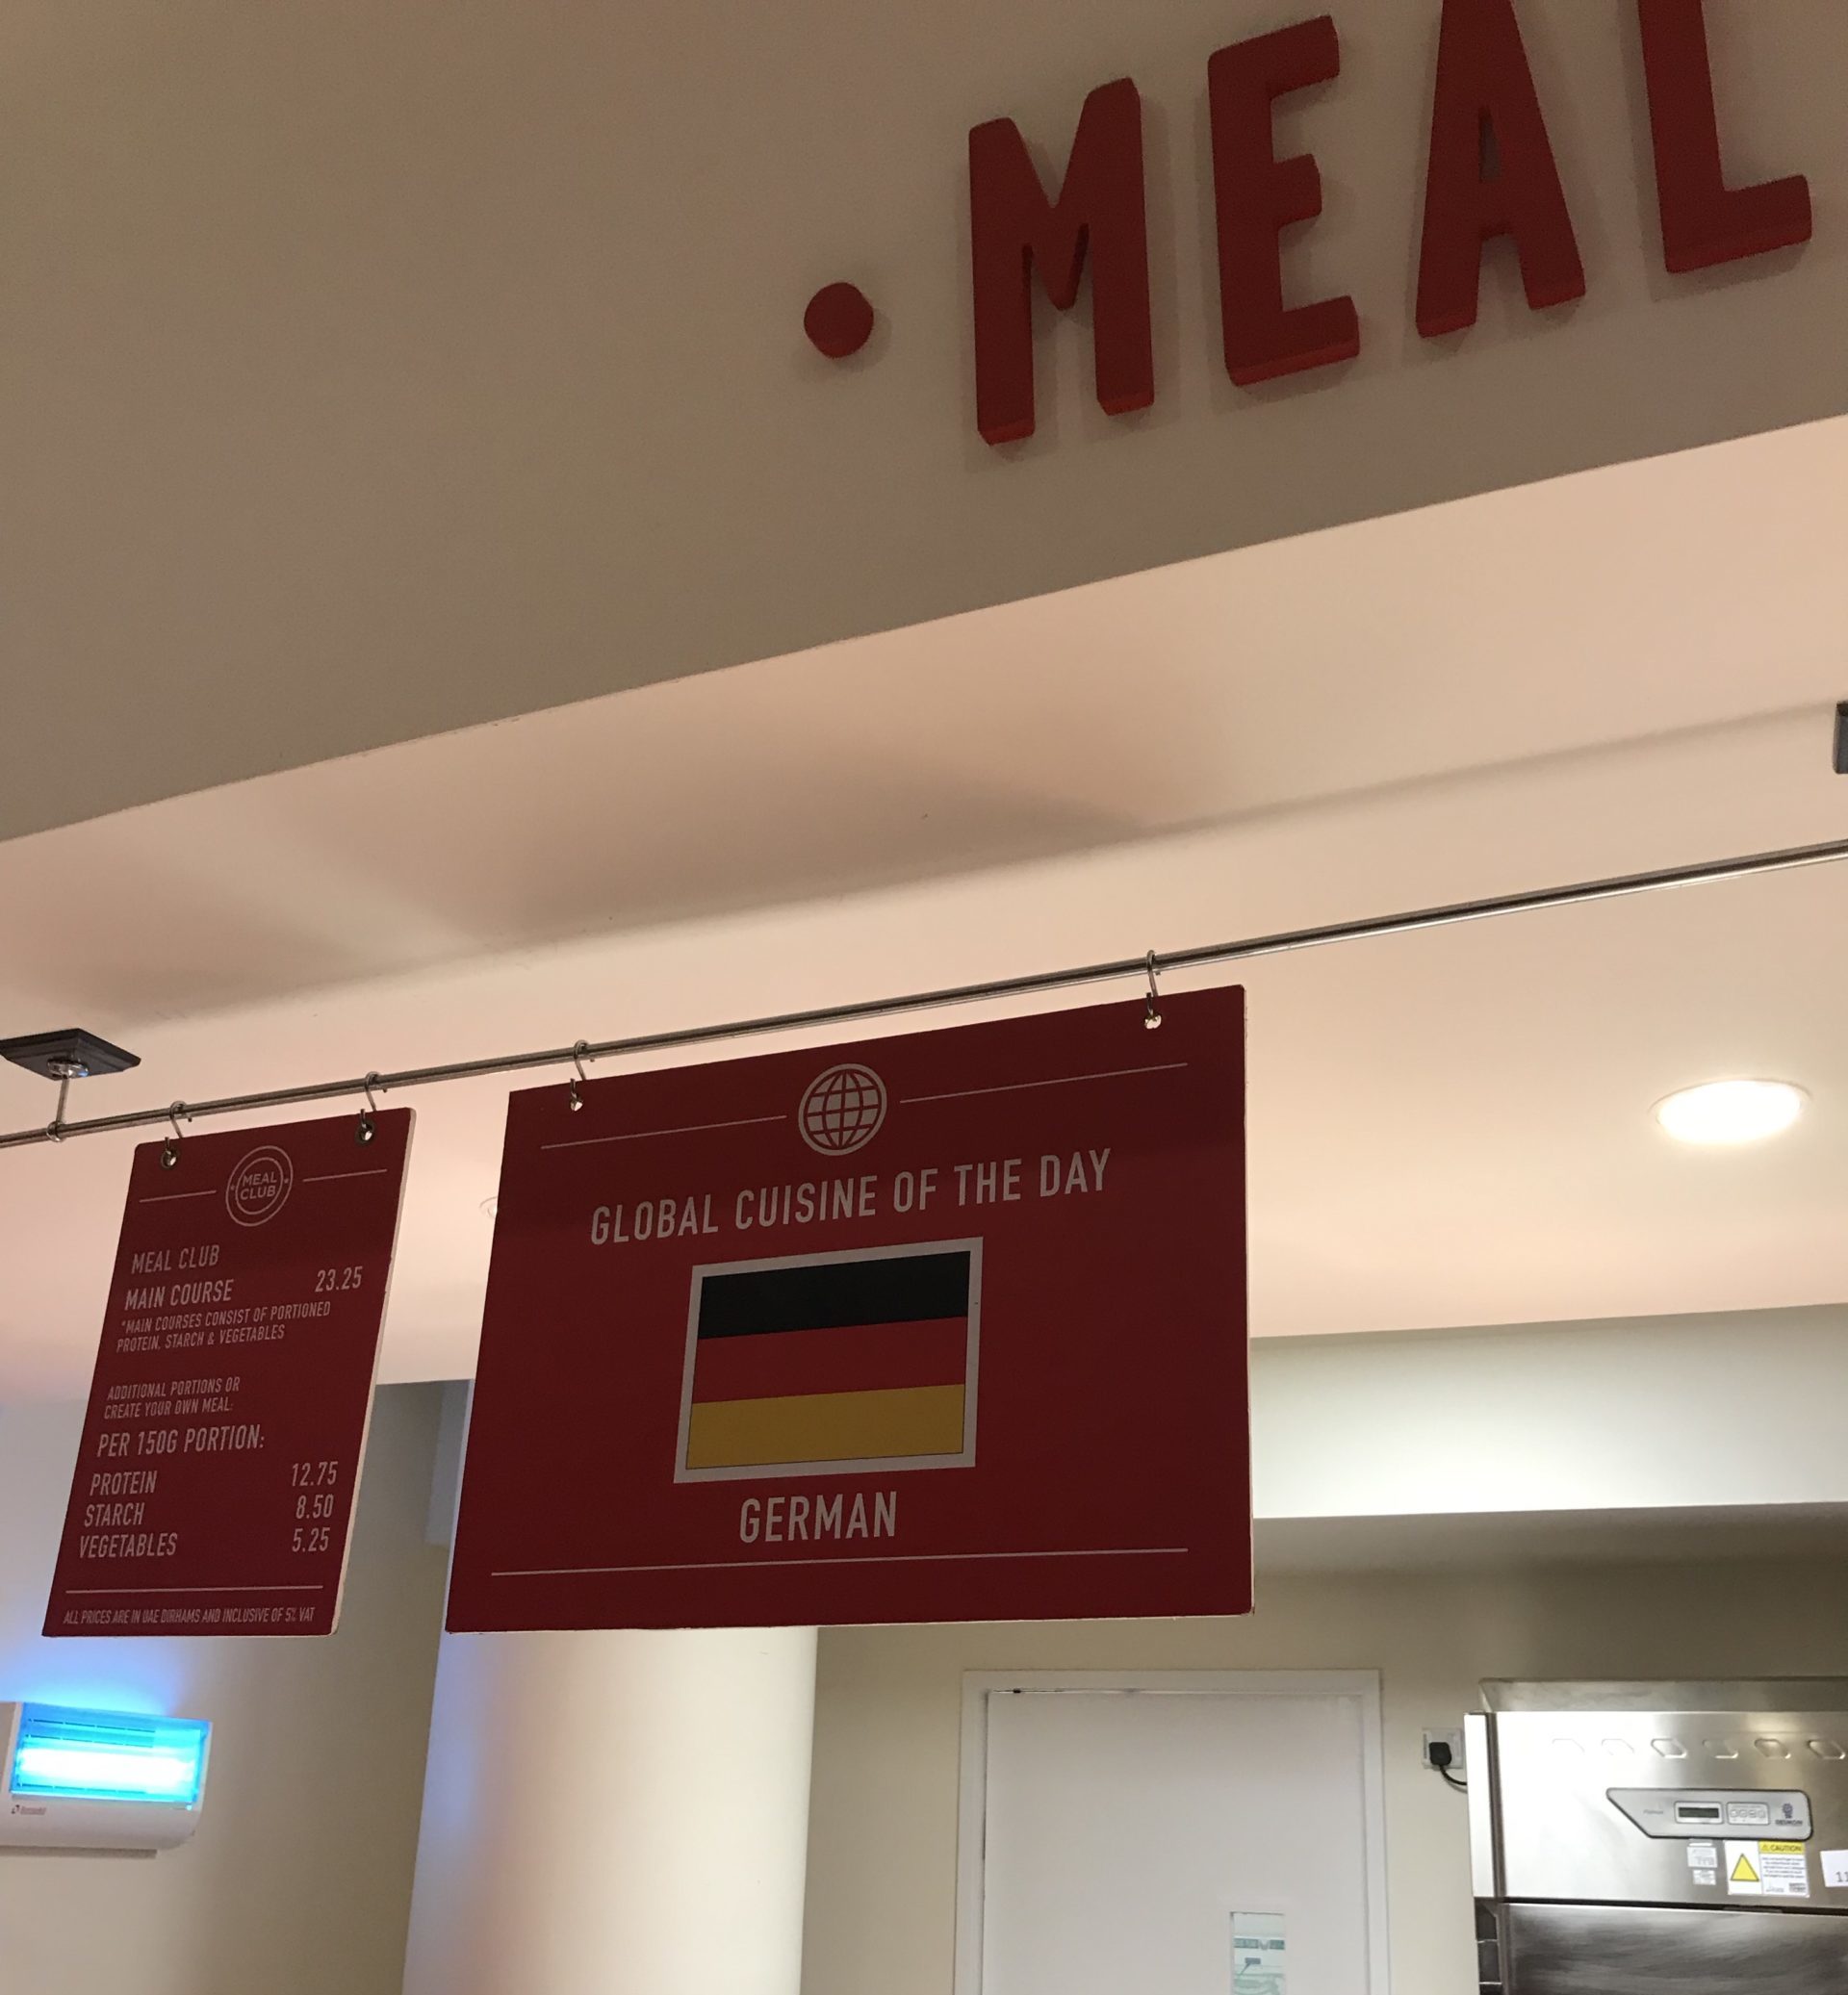 MEAL
MEAL
CLUB
MEAL CLUB
MAIN COURSE 23.25
*MAIN COURSES CONSIST OF PORTIONED
PROTEIN, STARCH & VEGETABLES
ADDITIONAL PORTIONS OR
CREATE YOUR OWN MEAL:
PER 150G PORTION:
PROTEIN 12.75
STARCH 8.50
VEGETABLES 5.25
ALL PRICES ARE IN UAE DIRHAMS AND INCLUSIVE OF 5% VAT
GLOBAL CUISINE OF THE DAY
GERMAN
CAUTION